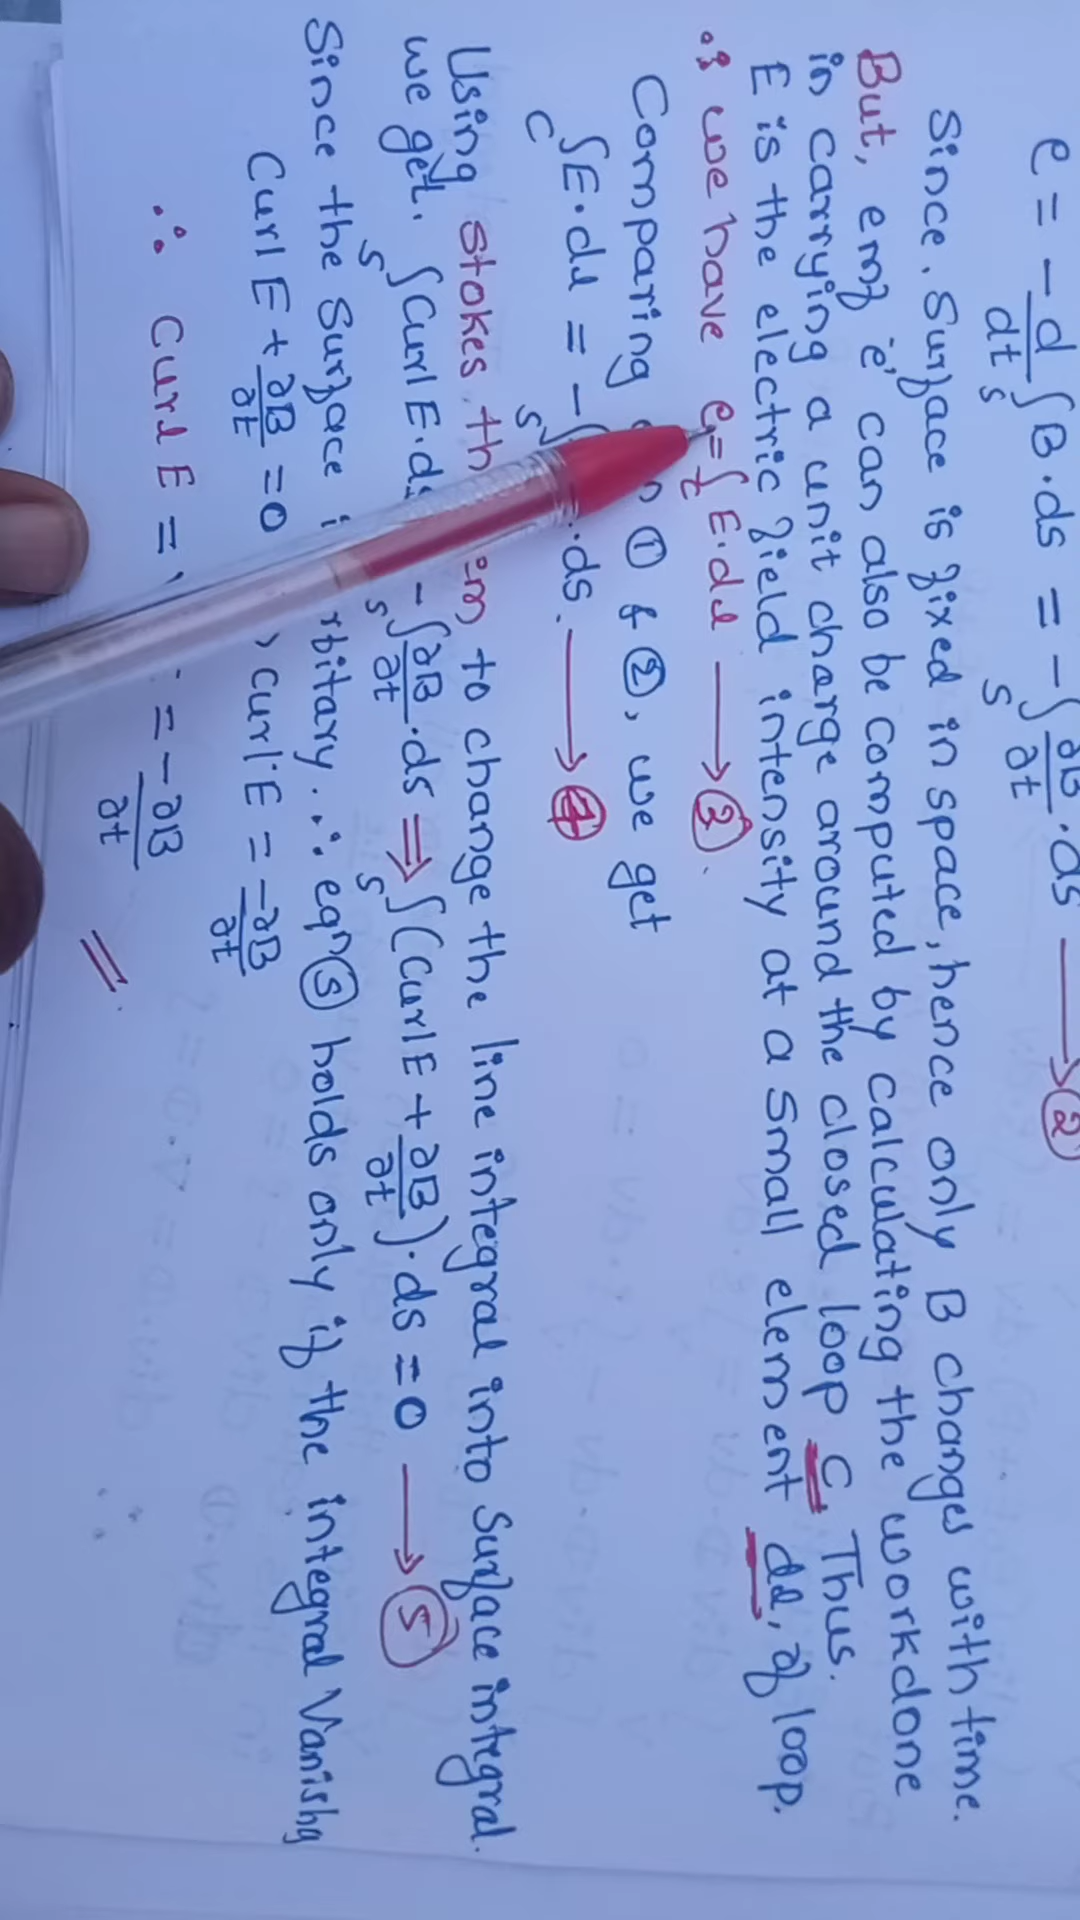 e = -d/dt ∫s B.ds = -∫s ∂B/∂t .ds → ②
Since, Surface is fixed in space, hence only B changes with time.
But, emf 'e' can also be computed by calculating the workdone
in carrying a unit charge around the closed loop C Thus.
E is the electric field intensity at a small element dl, of loop.
∴ we have e = ∫c E.dl → ③.
Comparing ① & ②, we get
∫c E.dl = -∫s .ds. → ④
Using stokes. to change the line integral into Surface integral.
we get. ∫s Curl E.ds - ∫s ∂B/∂t .ds ⇒ ∫s (Curl E + ∂B/∂t).ds = 0 → ⑤
Since the Surface ∴ eqn ⑤ holds only if the integral Vanishy
Curl E + ∂B/∂t = 0 curl E = -∂B/∂t
∴ Curl E = = -∂B/∂t